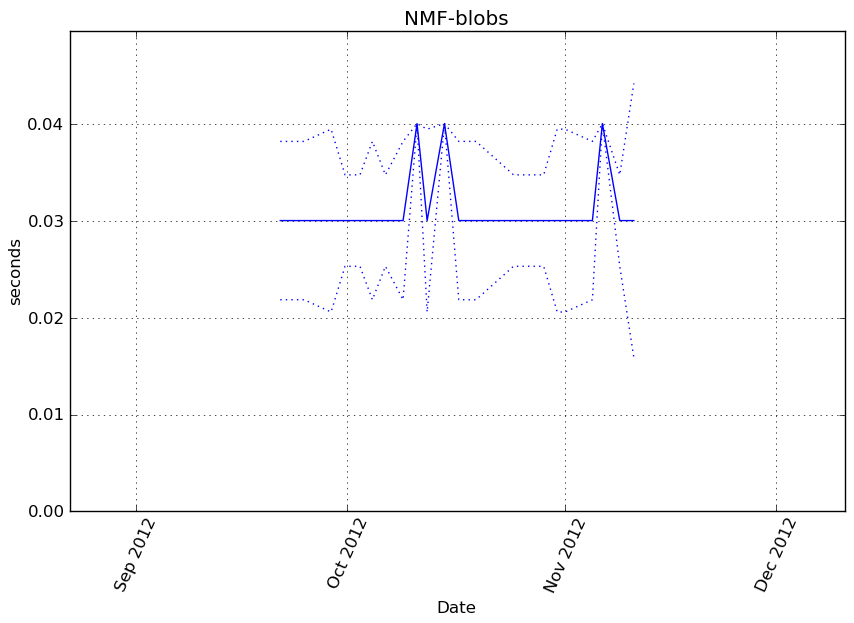 NMF-blobs
0.04
0.03
seconds
0.02
0.01
0.00
Sep 2012
Oct 2012
Nov 2012
Dec 2012
Date